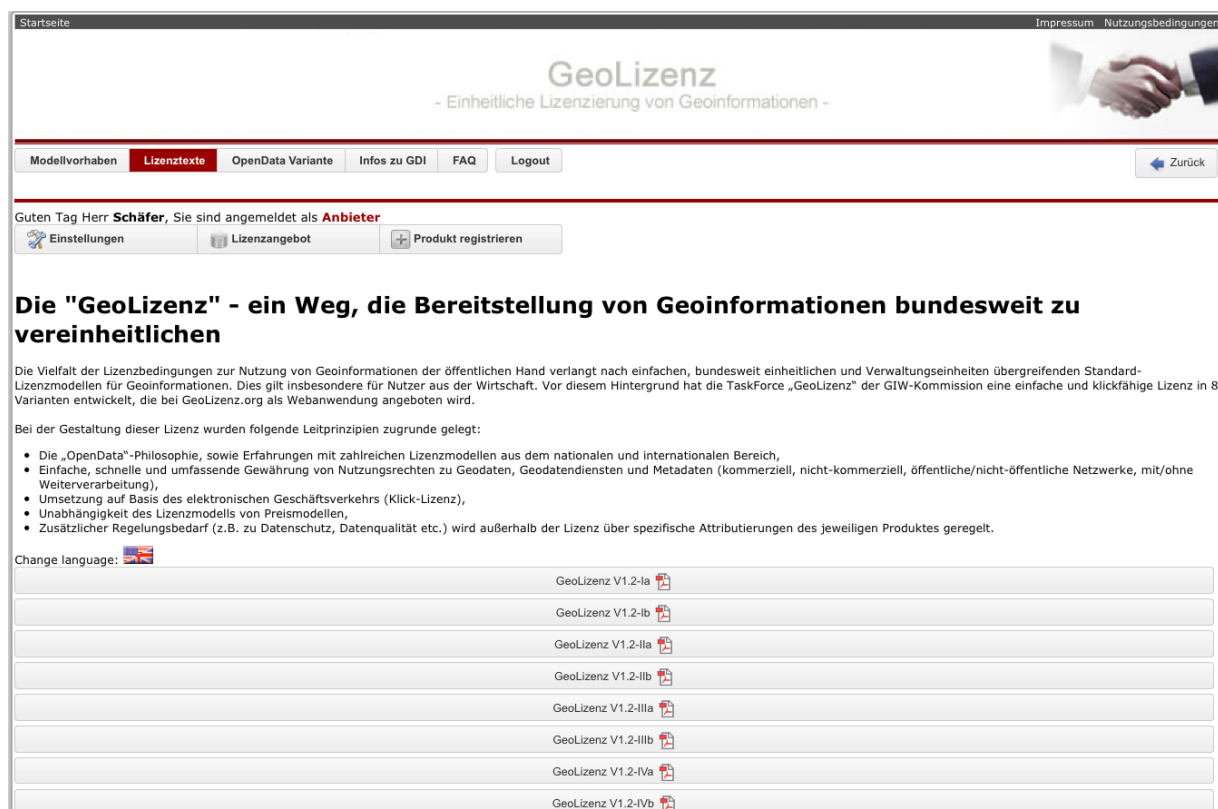 Startseite Impressum Nutzungsbedingungen
GeoLizenz
- Einheitliche Lizenzierung von Geoinformationen -
Modellvorhaben Lizenztexte OpenData Variante Infos zu GDI FAQ Logout Zurück
Guten Tag Herr Schäfer, Sie sind angemeldet als Anbieter
Einstellungen Lizenzangebot Produkt registrieren
Die "GeoLizenz" - ein Weg, die Bereitstellung von Geoinformationen bundesweit zu
vereinheitlichen
Die Vielfalt der Lizenzbedingungen zur Nutzung von Geoinformationen der öffentlichen Hand verlangt nach einfachen, bundesweit einheitlichen und Verwaltungseinheiten übergreifenden Standard-
Lizenzmodellen für Geoinformationen. Dies gilt insbesondere für Nutzer aus der Wirtschaft. Vor diesem Hintergrund hat die TaskForce „GeoLizenz“ der GIW-Kommission eine einfache und klickfähige Lizenz in 8
Varianten entwickelt, die bei GeoLizenz.org als Webanwendung angeboten wird.
Bei der Gestaltung dieser Lizenz wurden folgende Leitprinzipien zugrunde gelegt:
• Die „OpenData“-Philosophie, sowie Erfahrungen mit zahlreichen Lizenzmodellen aus dem nationalen und internationalen Bereich,
• Einfache, schnelle und umfassende Gewährung von Nutzungsrechten zu Geodaten, Geodatendiensten und Metadaten (kommerziell, nicht-kommerziell, öffentliche/nicht-öffentliche Netzwerke, mit/ohne
Weiterverarbeitung),
• Umsetzung auf Basis des elektronischen Geschäftsverkehrs (Klick-Lizenz),
• Unabhängigkeit des Lizenzmodells von Preismodellen,
• Zusätzlicher Regelungsbedarf (z.B. zu Datenschutz, Datenqualität etc.) wird außerhalb der Lizenz über spezifische Attributierungen des jeweiligen Produktes geregelt.
Change language:
GeoLizenz V1.2-Ia
GeoLizenz V1.2-Ib
GeoLizenz V1.2-IIa
GeoLizenz V1.2-IIb
GeoLizenz V1.2-IIIa
GeoLizenz V1.2-IIIb
GeoLizenz V1.2-IVa
GeoLizenz V1.2-IVb